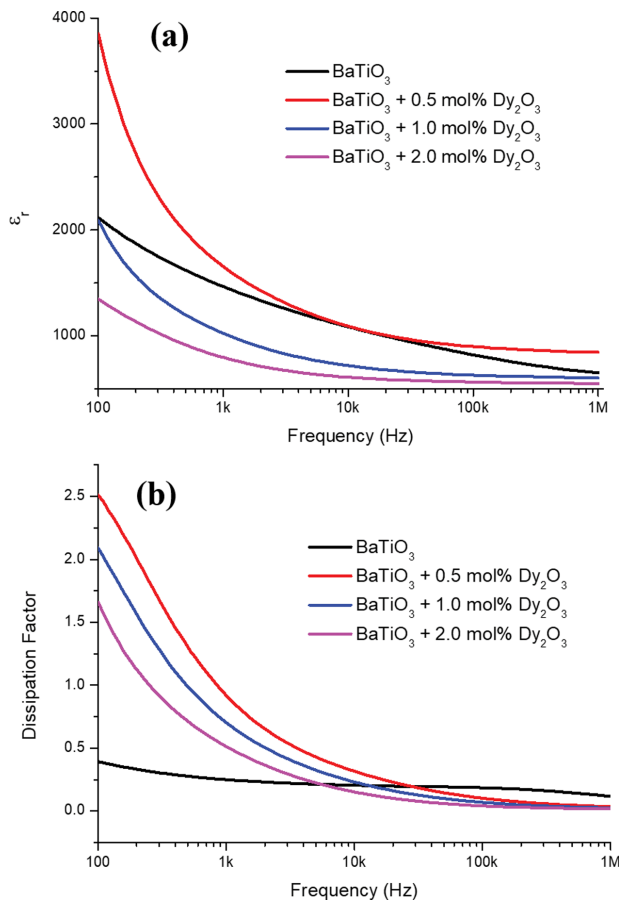 (a)
4000
3000
2000
1000
εr
BaTiO3
BaTiO3 + 0.5 mol% Dy2O3
BaTiO3 + 1.0 mol% Dy2O3
BaTiO3 + 2.0 mol% Dy2O3
100 1k 10k 100k 1M
Frequency (Hz)
(b)
2.5
2.0
1.5
1.0
0.5
0.0
Dissipation Factor
BaTiO3
BaTiO3 + 0.5 mol% Dy2O3
BaTiO3 + 1.0 mol% Dy2O3
BaTiO3 + 2.0 mol% Dy2O3
100 1k 10k 100k 1M
Frequency (Hz)